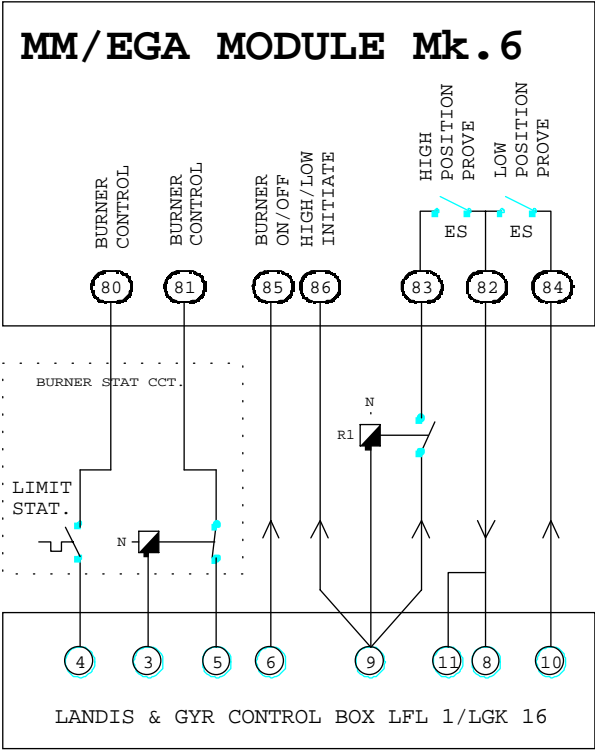 MM/EGA MODULE Mk.6
BURNER
CONTROL
BURNER
CONTROL
BURNER
ON/OFF
HIGH/LOW
INITIATE
HIGH
POSITION
PROVE
LOW
POSITION
PROVE
ES
ES
80
81
85
86
83
82
84
BURNER STAT CCT.
N
R1
LIMIT
STAT.
N
4
3
5
6
9
11
8
10
LANDIS & GYR CONTROL BOX LFL 1/LGK 16